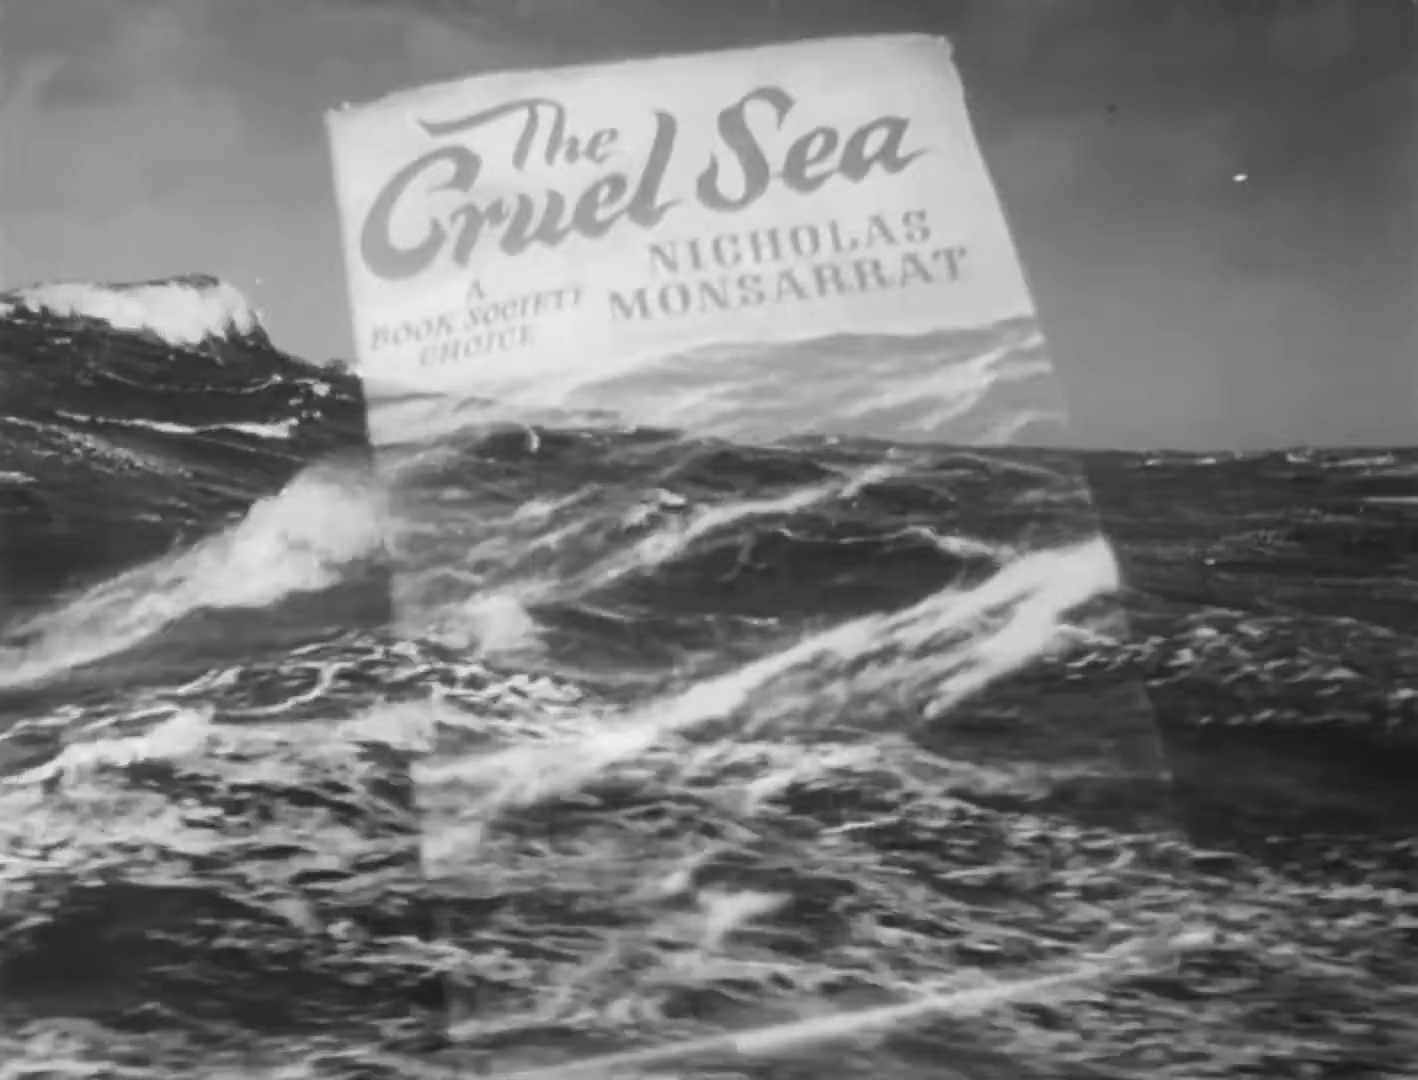 The
Cruel Sea
NICHOLAS
MONSARRAT
A
BOOK SOCIETY
CHOICE